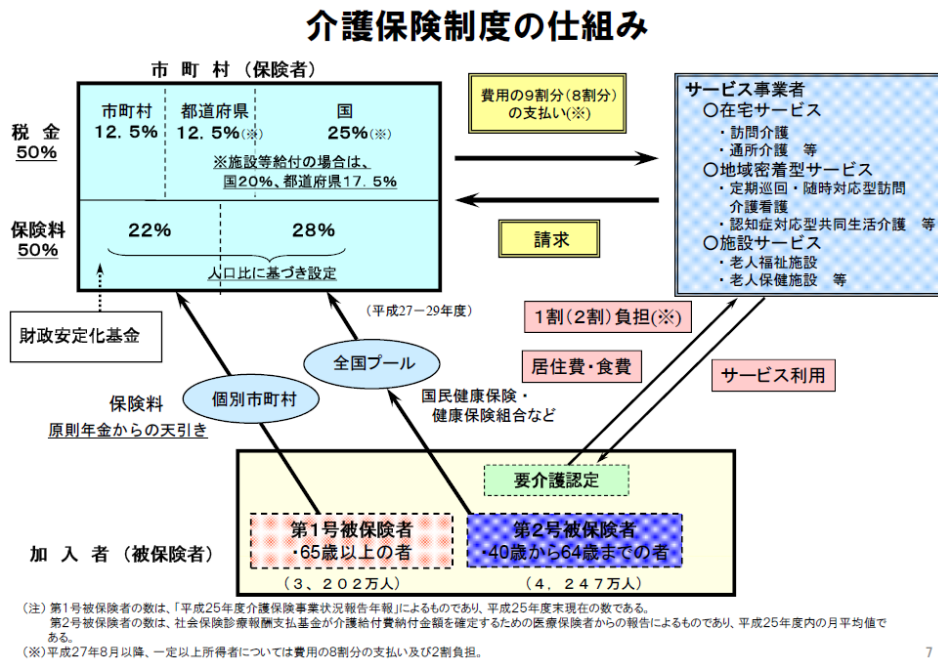 介護保険制度の仕組み
市 町 村 （保険者）
税 金
50%
市町村
12．5%
都道府県
12．5%(※)
国
25%(※)
※施設等給付の場合は、
国20%、都道府県17．5%
保険料
50%
22%
28%
人口比に基づき設定
費用の９割分（８割分）
の支払い(※)
請求
サービス事業者
○在宅サービス
・訪問介護
・通所介護　等
○地域密着型サービス
・定期巡回・随時対応型訪問
介護看護
・認知症対応型共同生活介護　等
○施設サービス
・老人福祉施設
・老人保健施設　等
財政安定化基金
（平成27－29年度）
全国プール
個別市町村
保険料
原則年金からの天引き
国民健康保険・
健康保険組合など
１割（２割）負担(※)
居住費・食費
サービス利用
要介護認定
加 入 者 （被保険者）
第１号被保険者
・65歳以上の者
第２号被保険者
・40歳から64歳までの者
（３，２０２万人）
（４，２４７万人）
（注） 第１号被保険者の数は、「平成25年度介護保険事業状況報告年報」によるものであり、平成25年度末現在の数である。
第２号被保険者の数は、社会保険診療報酬支払基金が介護給付費納付金額を確定するための医療保険者からの報告によるものであり、平成25年度内の月平均値で
ある。
（※）平成27年８月以降、一定以上所得者については費用の８割分の支払い及び２割負担。
7